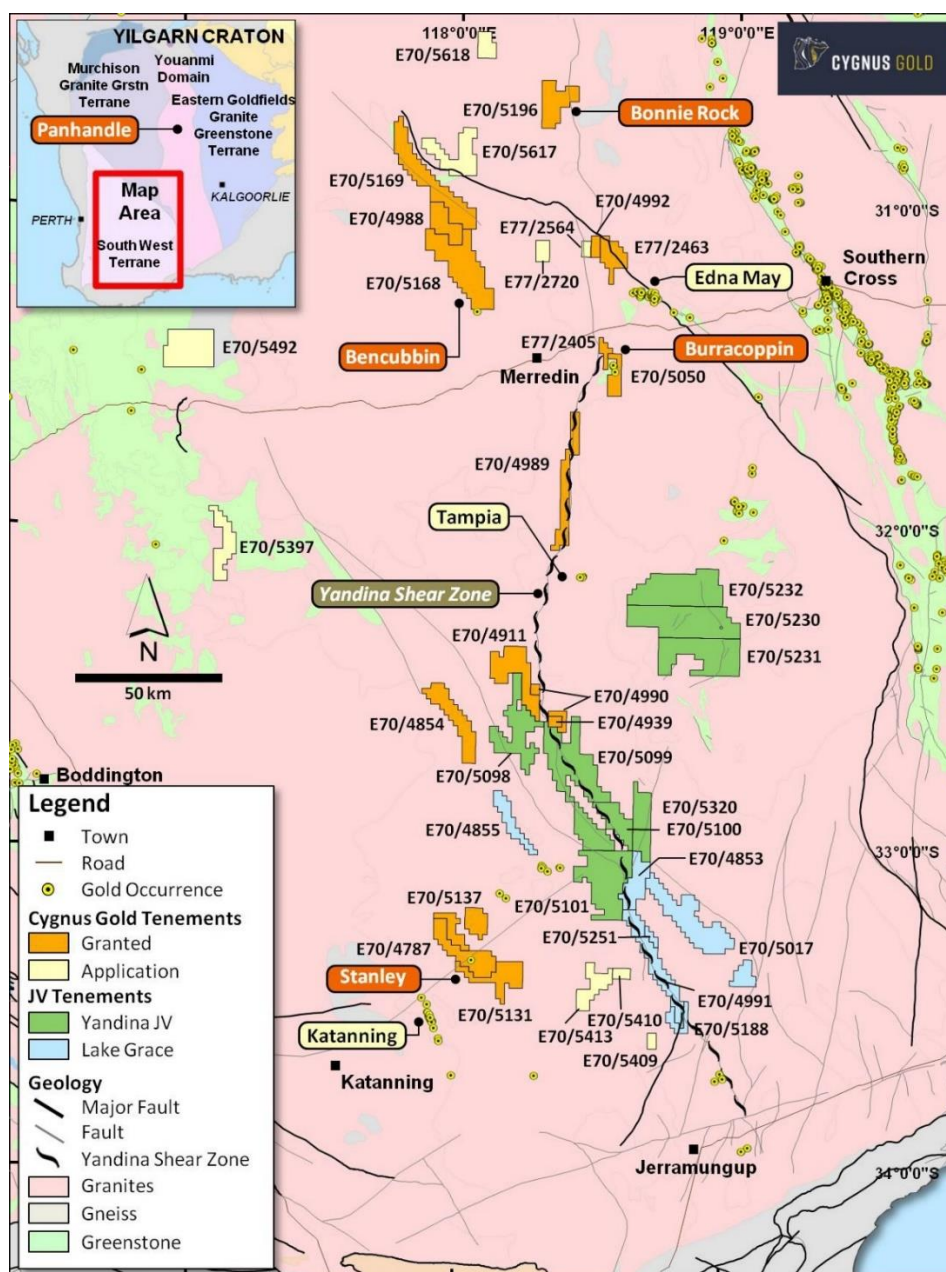 YILGARN CRATON
Murchison
Granite Grstn
Terrane
Youanmi
Domain
Eastern Goldfields
Granite
Greenstone
Terrane
Panhandle
Map
Area
PERTH
KALGOORLIE
South West
Terrane
118°0'0"E
119°0'0"E
CYGNUS GOLD
E70/5618
E70/5196
Bonnie Rock
E70/5617
E70/5169
E70/4988
E70/4992
E77/2564
E77/2463
31°0'0"S
E70/5168
E77/2720
Edna May
Southern
Cross
Bencubbin
E77/2405
Burracoppin
E70/5492
Merredin
E70/5050
E70/4989
Tampia
32°0'0"S
E70/5397
Yandina Shear Zone
E70/5232
E70/5230
E70/5231
N
50 km
E70/4911
E70/4990
E70/4939
E70/4854
E70/5099
E70/5098
Boddington
E70/4855
E70/5320
E70/5100
E70/4853
33°0'0"S
E70/5137
E70/5101
E70/4787
E70/5251
E70/5017
Stanley
E70/5131
E70/4991
E70/5410
E70/5188
E70/5413
E70/5409
Katanning
Katanning
Jerramungup
34°0'0"S
Legend
Town
Road
Gold Occurrence
Cygnus Gold Tenements
Granted
Application
JV Tenements
Yandina JV
Lake Grace
Geology
Major Fault
Fault
Yandina Shear Zone
Granites
Gneiss
Greenstone